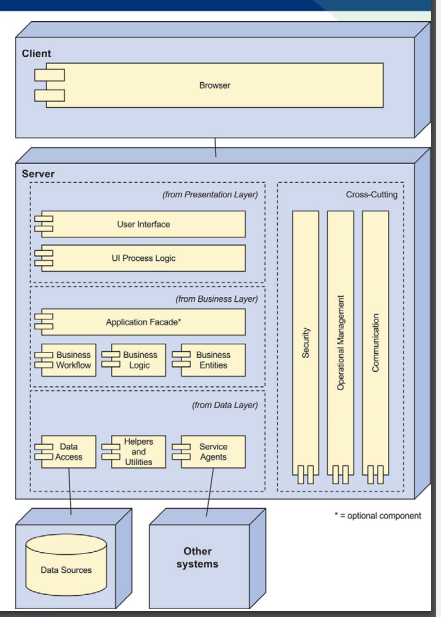 Client
Browser
Server
(from Presentation Layer)
Cross-Cutting
User Interface
UI Process Logic
(from Business Layer)
Application Facade*
Business
Workflow
Business
Logic
Business
Entities
(from Data Layer)
Data
Access
Helpers
and
Utilities
Service
Agents
Security
Operational Management
Communication
* = optional component
Data Sources
Other
systems